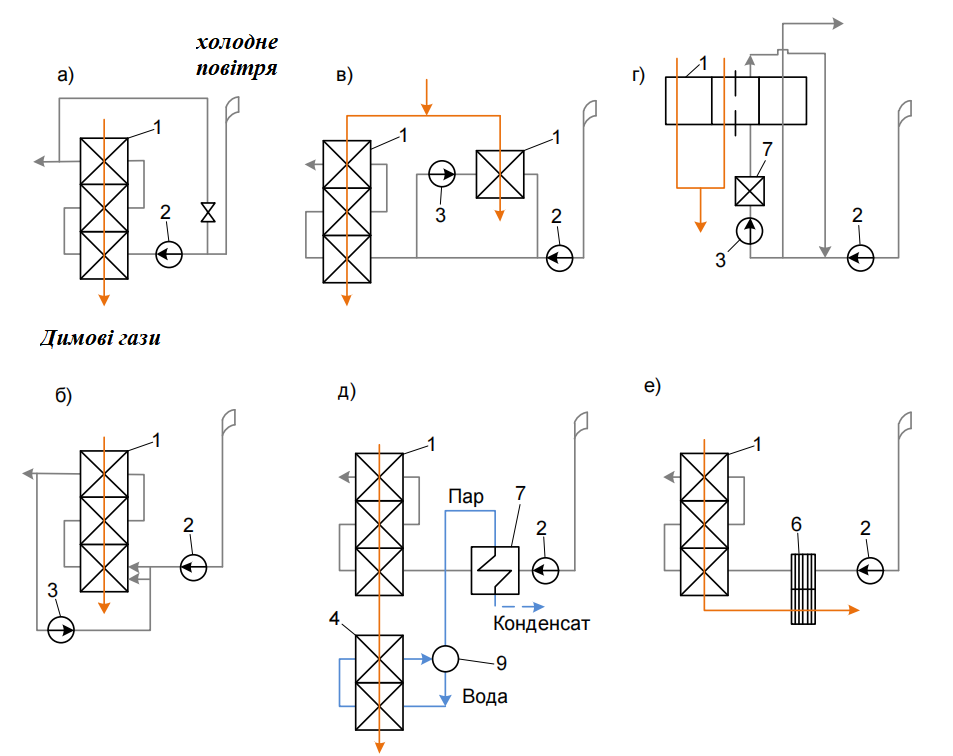 холодне
повітря
а)
в)
г)
1
1
1
1
2
3
2
7
3
2
Димові гази
б)
д)
е)
1
1
1
2
3
Пар
7
2
6
2
Конденсат
4
9
Вода